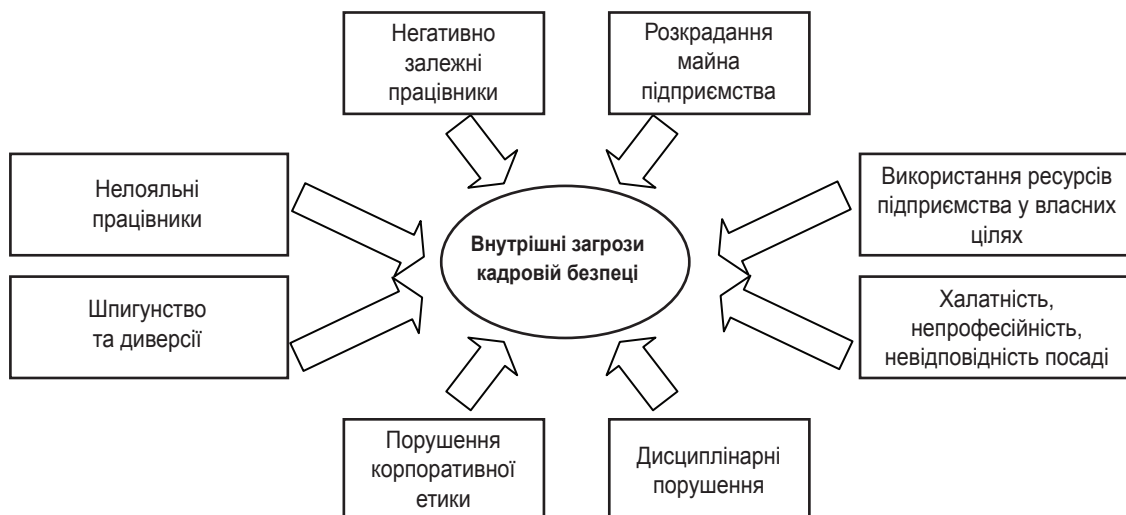 Негативно
залежні
працівники
Розкрадання
майна
підприємства
Нелояльні
працівники
Використання ресурсів
підприємства у власних
цілях
Внутрішні загрози
кадровій безпеці
Шпигунство
та диверсії
Халатність,
непрофесійність,
невідповідність посаді
Порушення
корпоративної
етики
Дисциплінарні
порушення